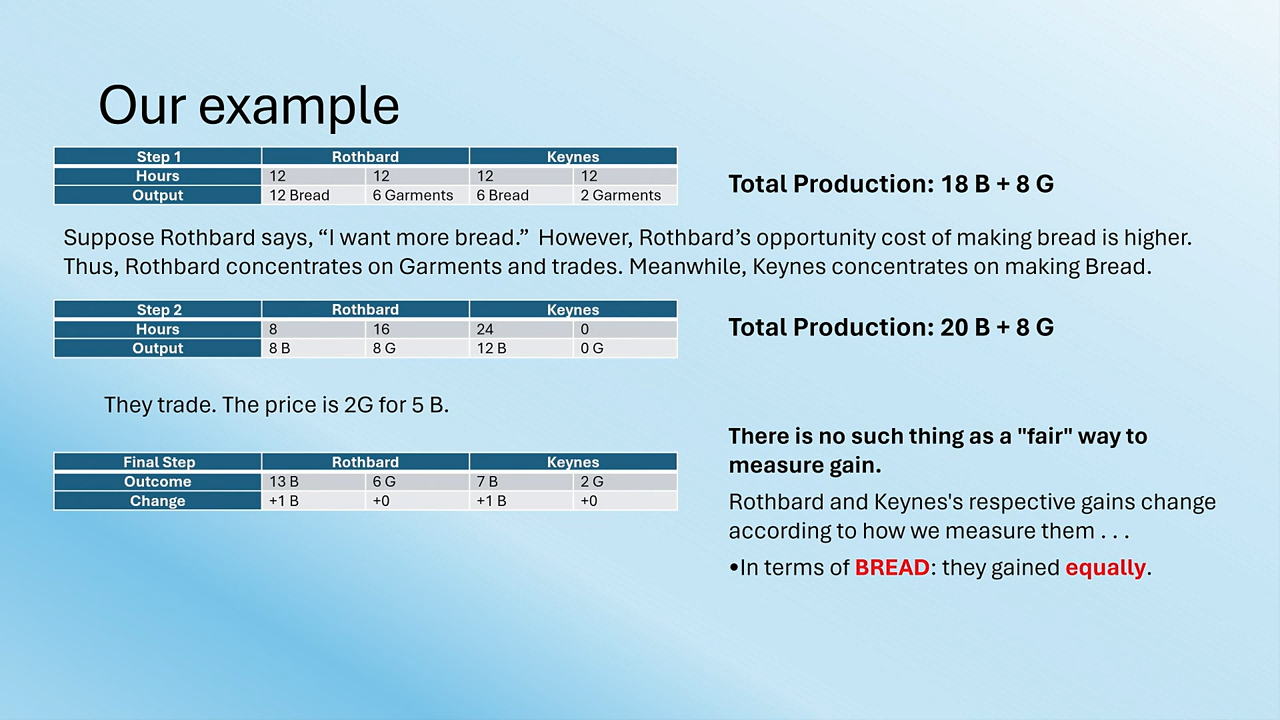 Our example
Step 1 Rothbard Keynes
Hours 12 12 12 12
Output 12 Bread 6 Garments 6 Bread 2 Garments
Total Production: 18 B + 8 G
Suppose Rothbard says, “I want more bread.” However, Rothbard’s opportunity cost of making bread is higher.
Thus, Rothbard concentrates on Garments and trades. Meanwhile, Keynes concentrates on making Bread.
Step 2 Rothbard Keynes
Hours 8 16 24 0
Output 8 B 8 G 12 B 0 G
Total Production: 20 B + 8 G
They trade. The price is 2G for 5 B.
Final Step Rothbard Keynes
Outcome 13 B 6 G 7 B 2 G
Change +1 B +0 +1 B +0
There is no such thing as a "fair" way to
measure gain.
Rothbard and Keynes's respective gains change
according to how we measure them . . .
•In terms of BREAD: they gained equally.